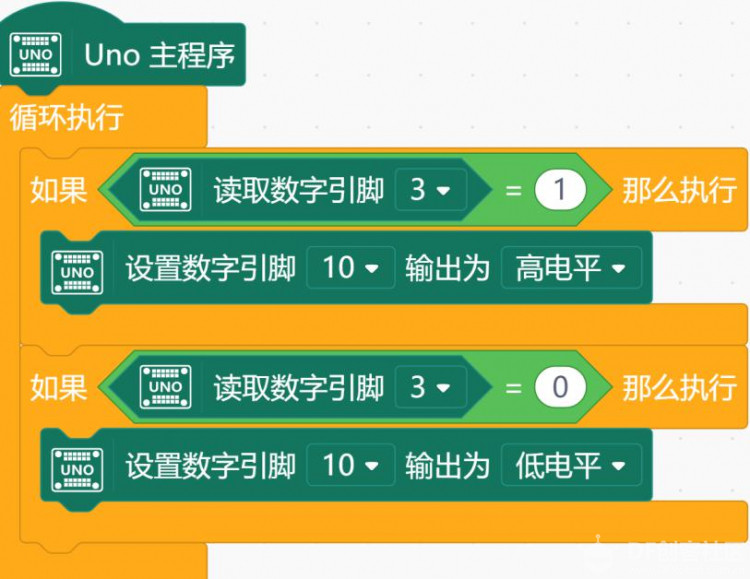 UNO Uno 主程序
循环执行
如果 UNO 读取数字引脚 3 = 1 那么执行
UNO 设置数字引脚 10 输出为 高电平
如果 UNO 读取数字引脚 3 = 0 那么执行
UNO 设置数字引脚 10 输出为 低电平